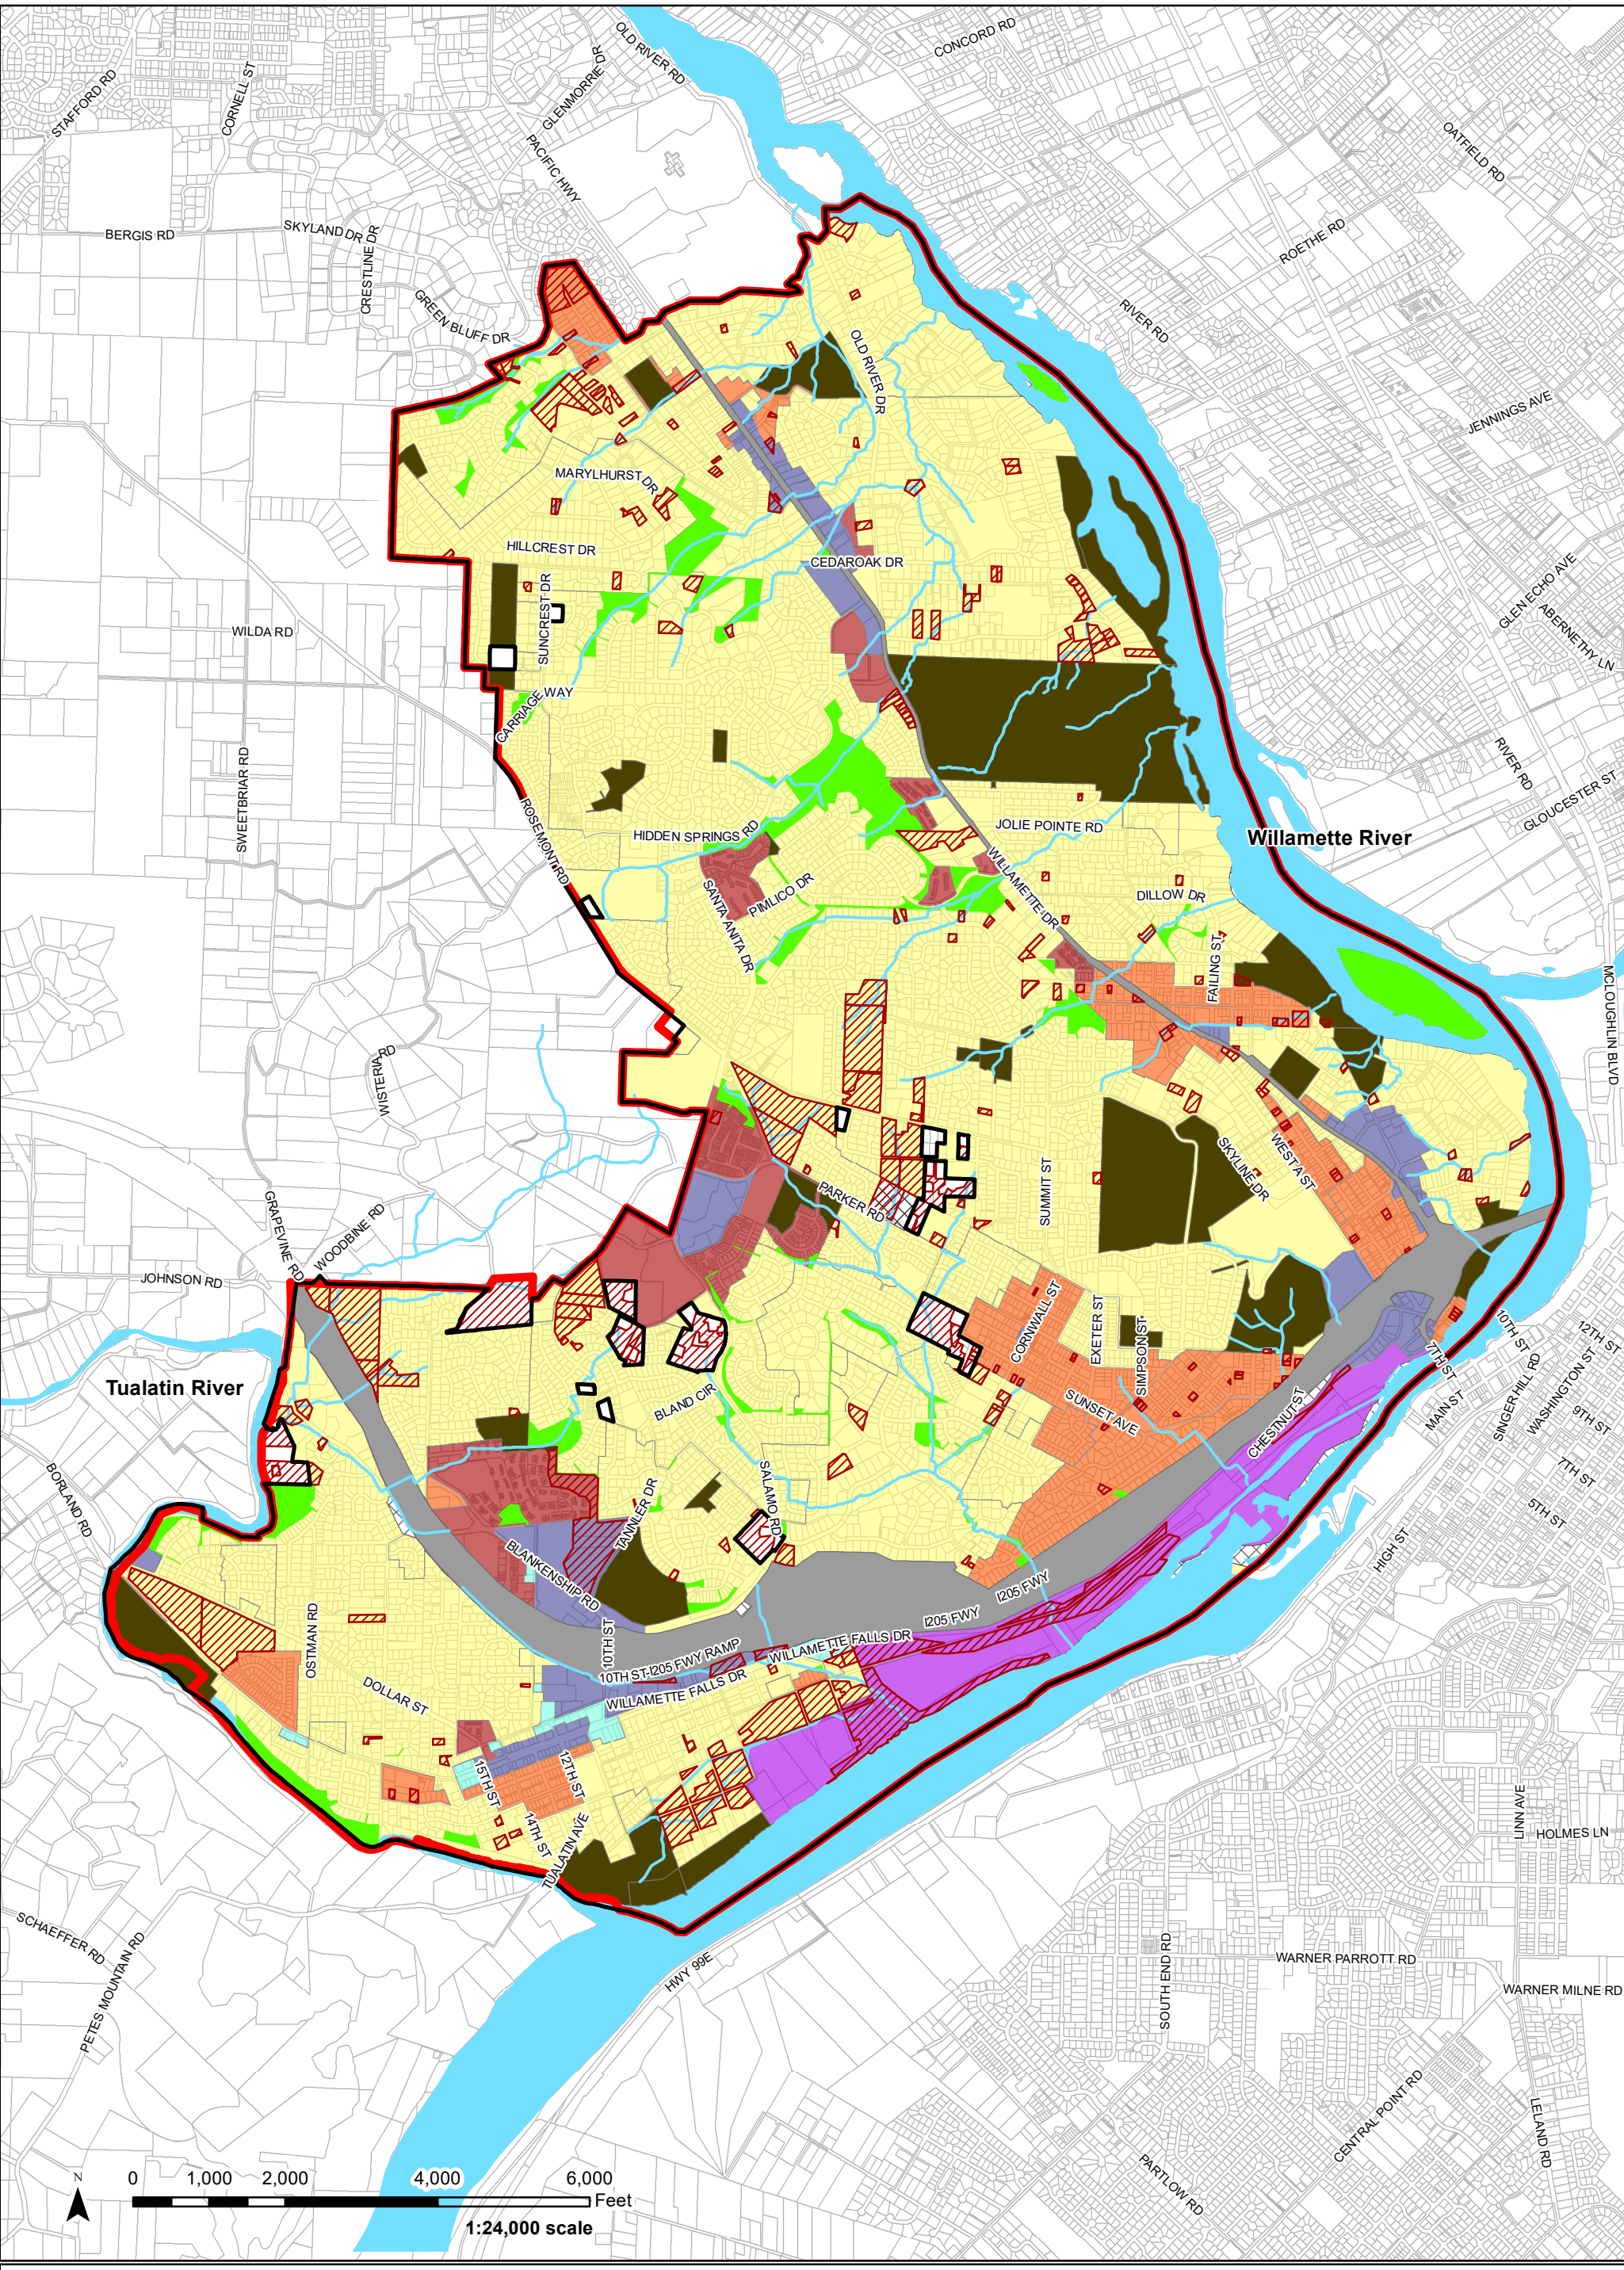 OLD RIVER RD
CONCORD RD
STAFFORD RD
CORNELL ST
GLENMORRIE DR
PACIFIC HWY
OATFIELD RD
BERGIS RD
SKYLAND DR
CRESTLINE DR
ROETHE RD
GREEN BLUFF DR
RIVER RD
OLD RIVER DR
JENNINGS AVE
MARYLHURST DR
HILLCREST DR
CEDAROAK DR
SUNCREST DR
GLEN ECHO AVE
ABERNETHY LN
WILDA RD
CARRIAGE WAY
SWEETBRIAR RD
RIVER RD
GLOUCESTER ST
ROSEMONT RD
HIDDEN SPRINGS RD
JOLIE POINTE RD
Willamette River
SANTA ANITA DR
PIMLICO DR
WILLAMETTE DR
DILLOW DR
FAILING ST
MCLOUGHLIN BLVD
WISTERIA RD
SUMMIT ST
SKYLINE DR
WEST A ST
PARKER RD
GRAPEVINE RD
WOODBINE RD
JOHNSON RD
Tualatin River
CORNWALL ST
EXETER ST
SIMPSON ST
10TH ST
12TH ST
7TH ST
SINGER HILL RD
WASHINGTON ST
9TH ST
MAIN ST
BLAND CIR
SUNSET AVE
CHESTNUT ST
7TH ST
5TH ST
BORLAND RD
SALAMO RD
TANNLER DR
HIGH ST
BLANKENSHIP RD
I205 FWY
I205 FWY
OSTMAN RD
10TH ST
10TH ST-I205 FWY RAMP
WILLAMETTE FALLS DR
WILLAMETTE FALLS DR
DOLLAR ST
15TH ST
12TH ST
14TH ST
TUALATIN AVE
LINN AVE
HOLMES LN
SCHAEFFER RD
PETES MOUNTAIN RD
HWY 99E
SOUTH END RD
WARNER PARROTT RD
WARNER MILNE RD
CENTRAL POINT RD
LELAND RD
PARTLOW RD
N
0 1,000 2,000 4,000 6,000
Feet
1:24,000 scale